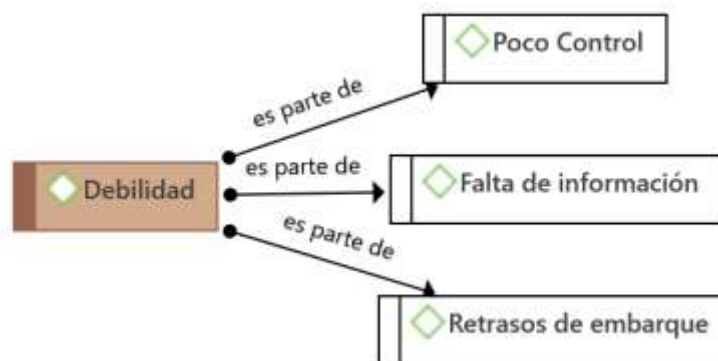 Poco Control
es parte de
es parte de
Debilidad
Falta de información
es parte de
Retrasos de embarque